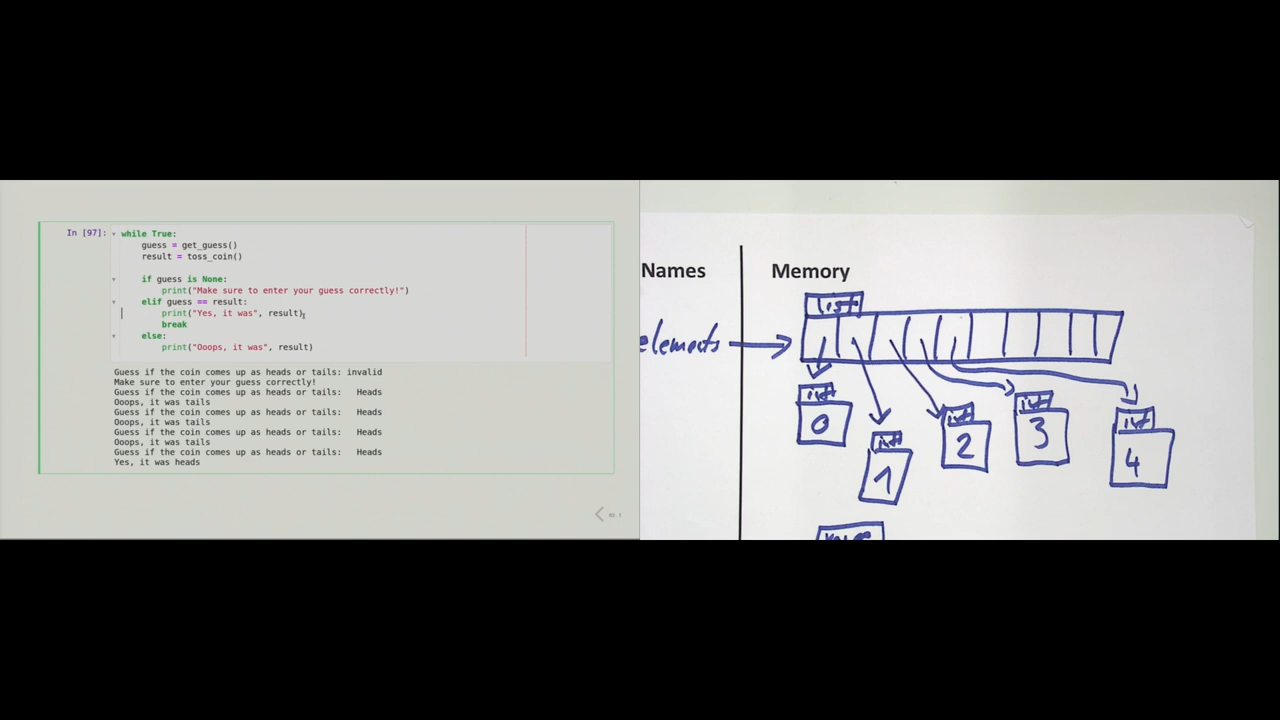 In [97]: while True:
guess = get_guess()
result = toss_coin()
if guess is None:
print("Make sure to enter your guess correctly!")
elif guess == result:
print("Yes, it was", result)
break
else:
print("Ooops, it was", result)
Guess if the coin comes up as heads or tails: invalid
Make sure to enter your guess correctly!
Guess if the coin comes up as heads or tails:   Heads
Ooops, it was tails
Guess if the coin comes up as heads or tails:   Heads
Ooops, it was tails
Guess if the coin comes up as heads or tails:   Heads
Ooops, it was tails
Guess if the coin comes up as heads or tails:   Heads
Yes, it was heads
Names
Memory
list
elements
int
0
int
1
int
2
int
3
int
4